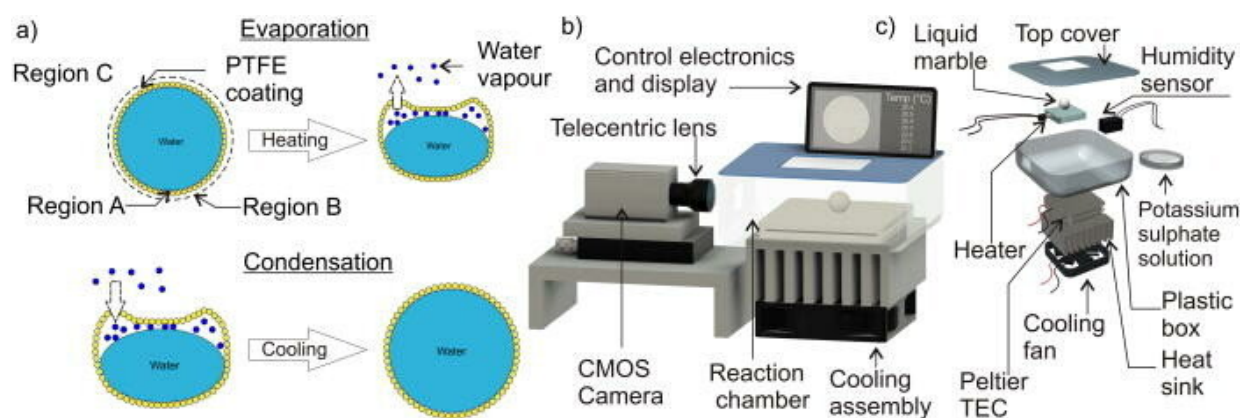 a)
Evaporation
Region C
PTFE
coating
Water
vapour
Water
Heating
Water
Region A
Region B
Condensation
Water
Cooling
Water
b)
Control electronics
and display
Telecentric lens
Temp (°C)
CMOS
Camera
Reaction
chamber
Cooling
assembly
c)
Liquid
marble
Top cover
Humidity
sensor
Heater
Potassium
sulphate
solution
Plastic
box
Cooling
fan
Heat
sink
Peltier
TEC